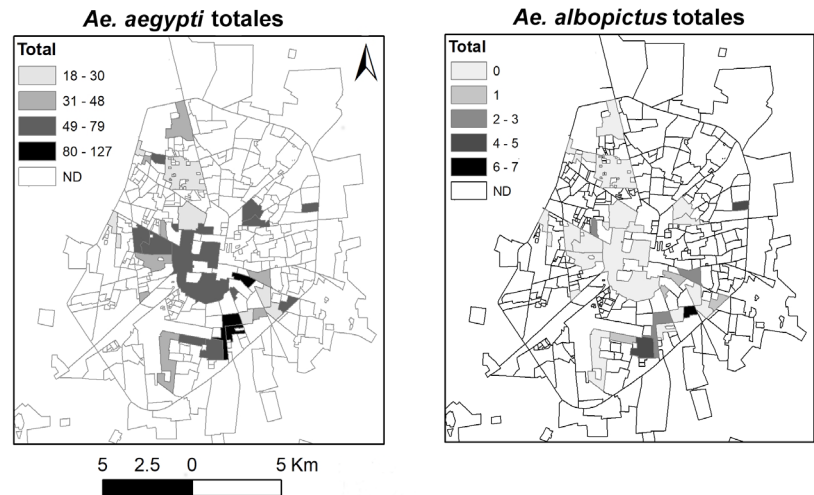 Ae. aegypti totales
Total
18 - 30
31 - 48
49 - 79
80 - 127
ND
Ae. albopictus totales
Total
0
1
2 - 3
4 - 5
6 - 7
ND
5 2.5 0 5 Km